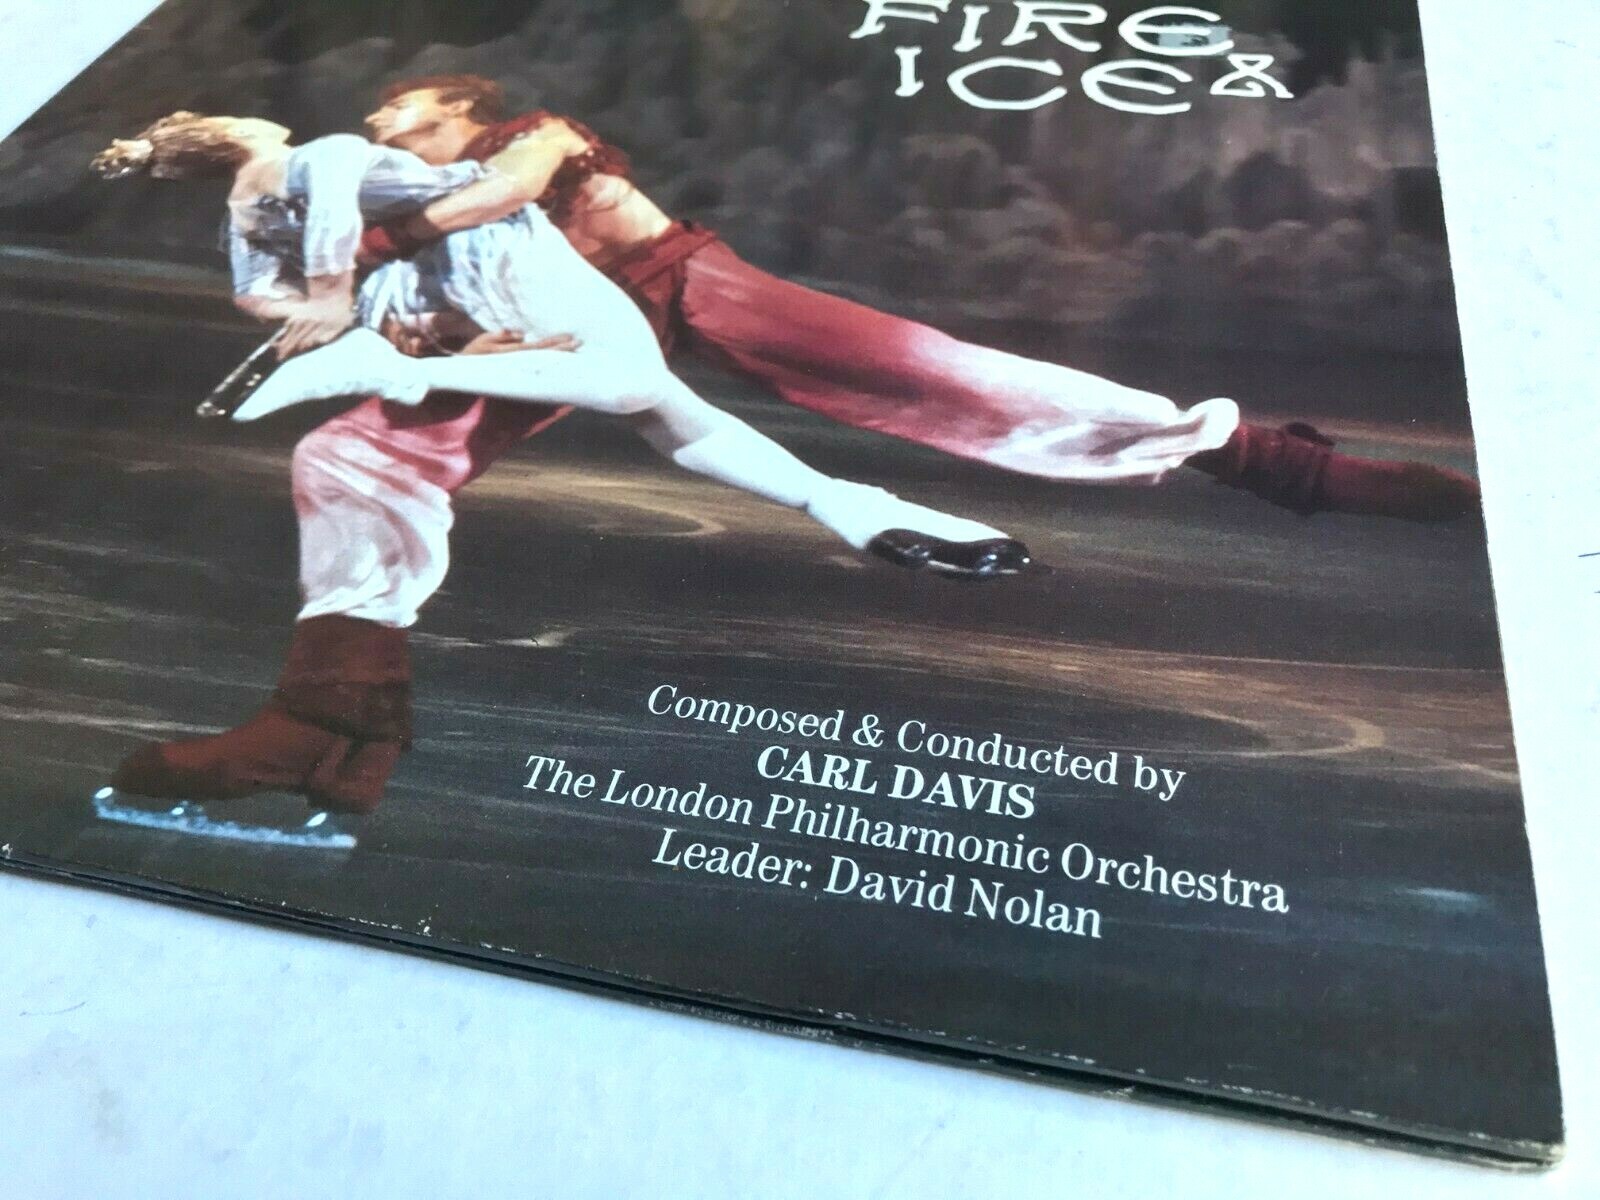 FIRE
& ICE
Composed & Conducted by
CARL DAVIS
The London Philharmonic Orchestra
Leader: David Nolan